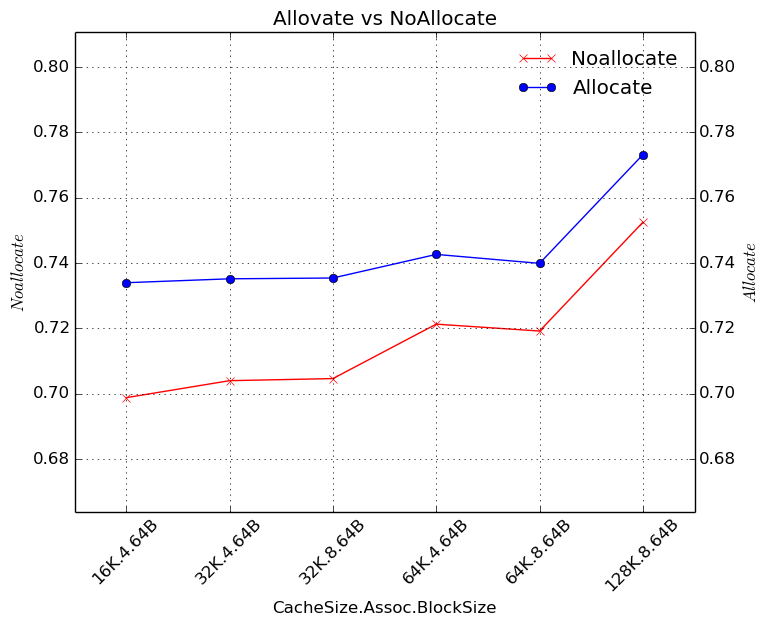 Allovate vs NoAllocate
Noallocate
Allocate
0.80
0.78
0.76
0.74
0.72
0.70
0.68
Noallocate
0.80
0.78
0.76
0.74
0.72
0.70
0.68
Allocate
16K.4.64B
32K.4.64B
32K.8.64B
64K.4.64B
64K.8.64B
128K.8.64B
CacheSize.Assoc.BlockSize